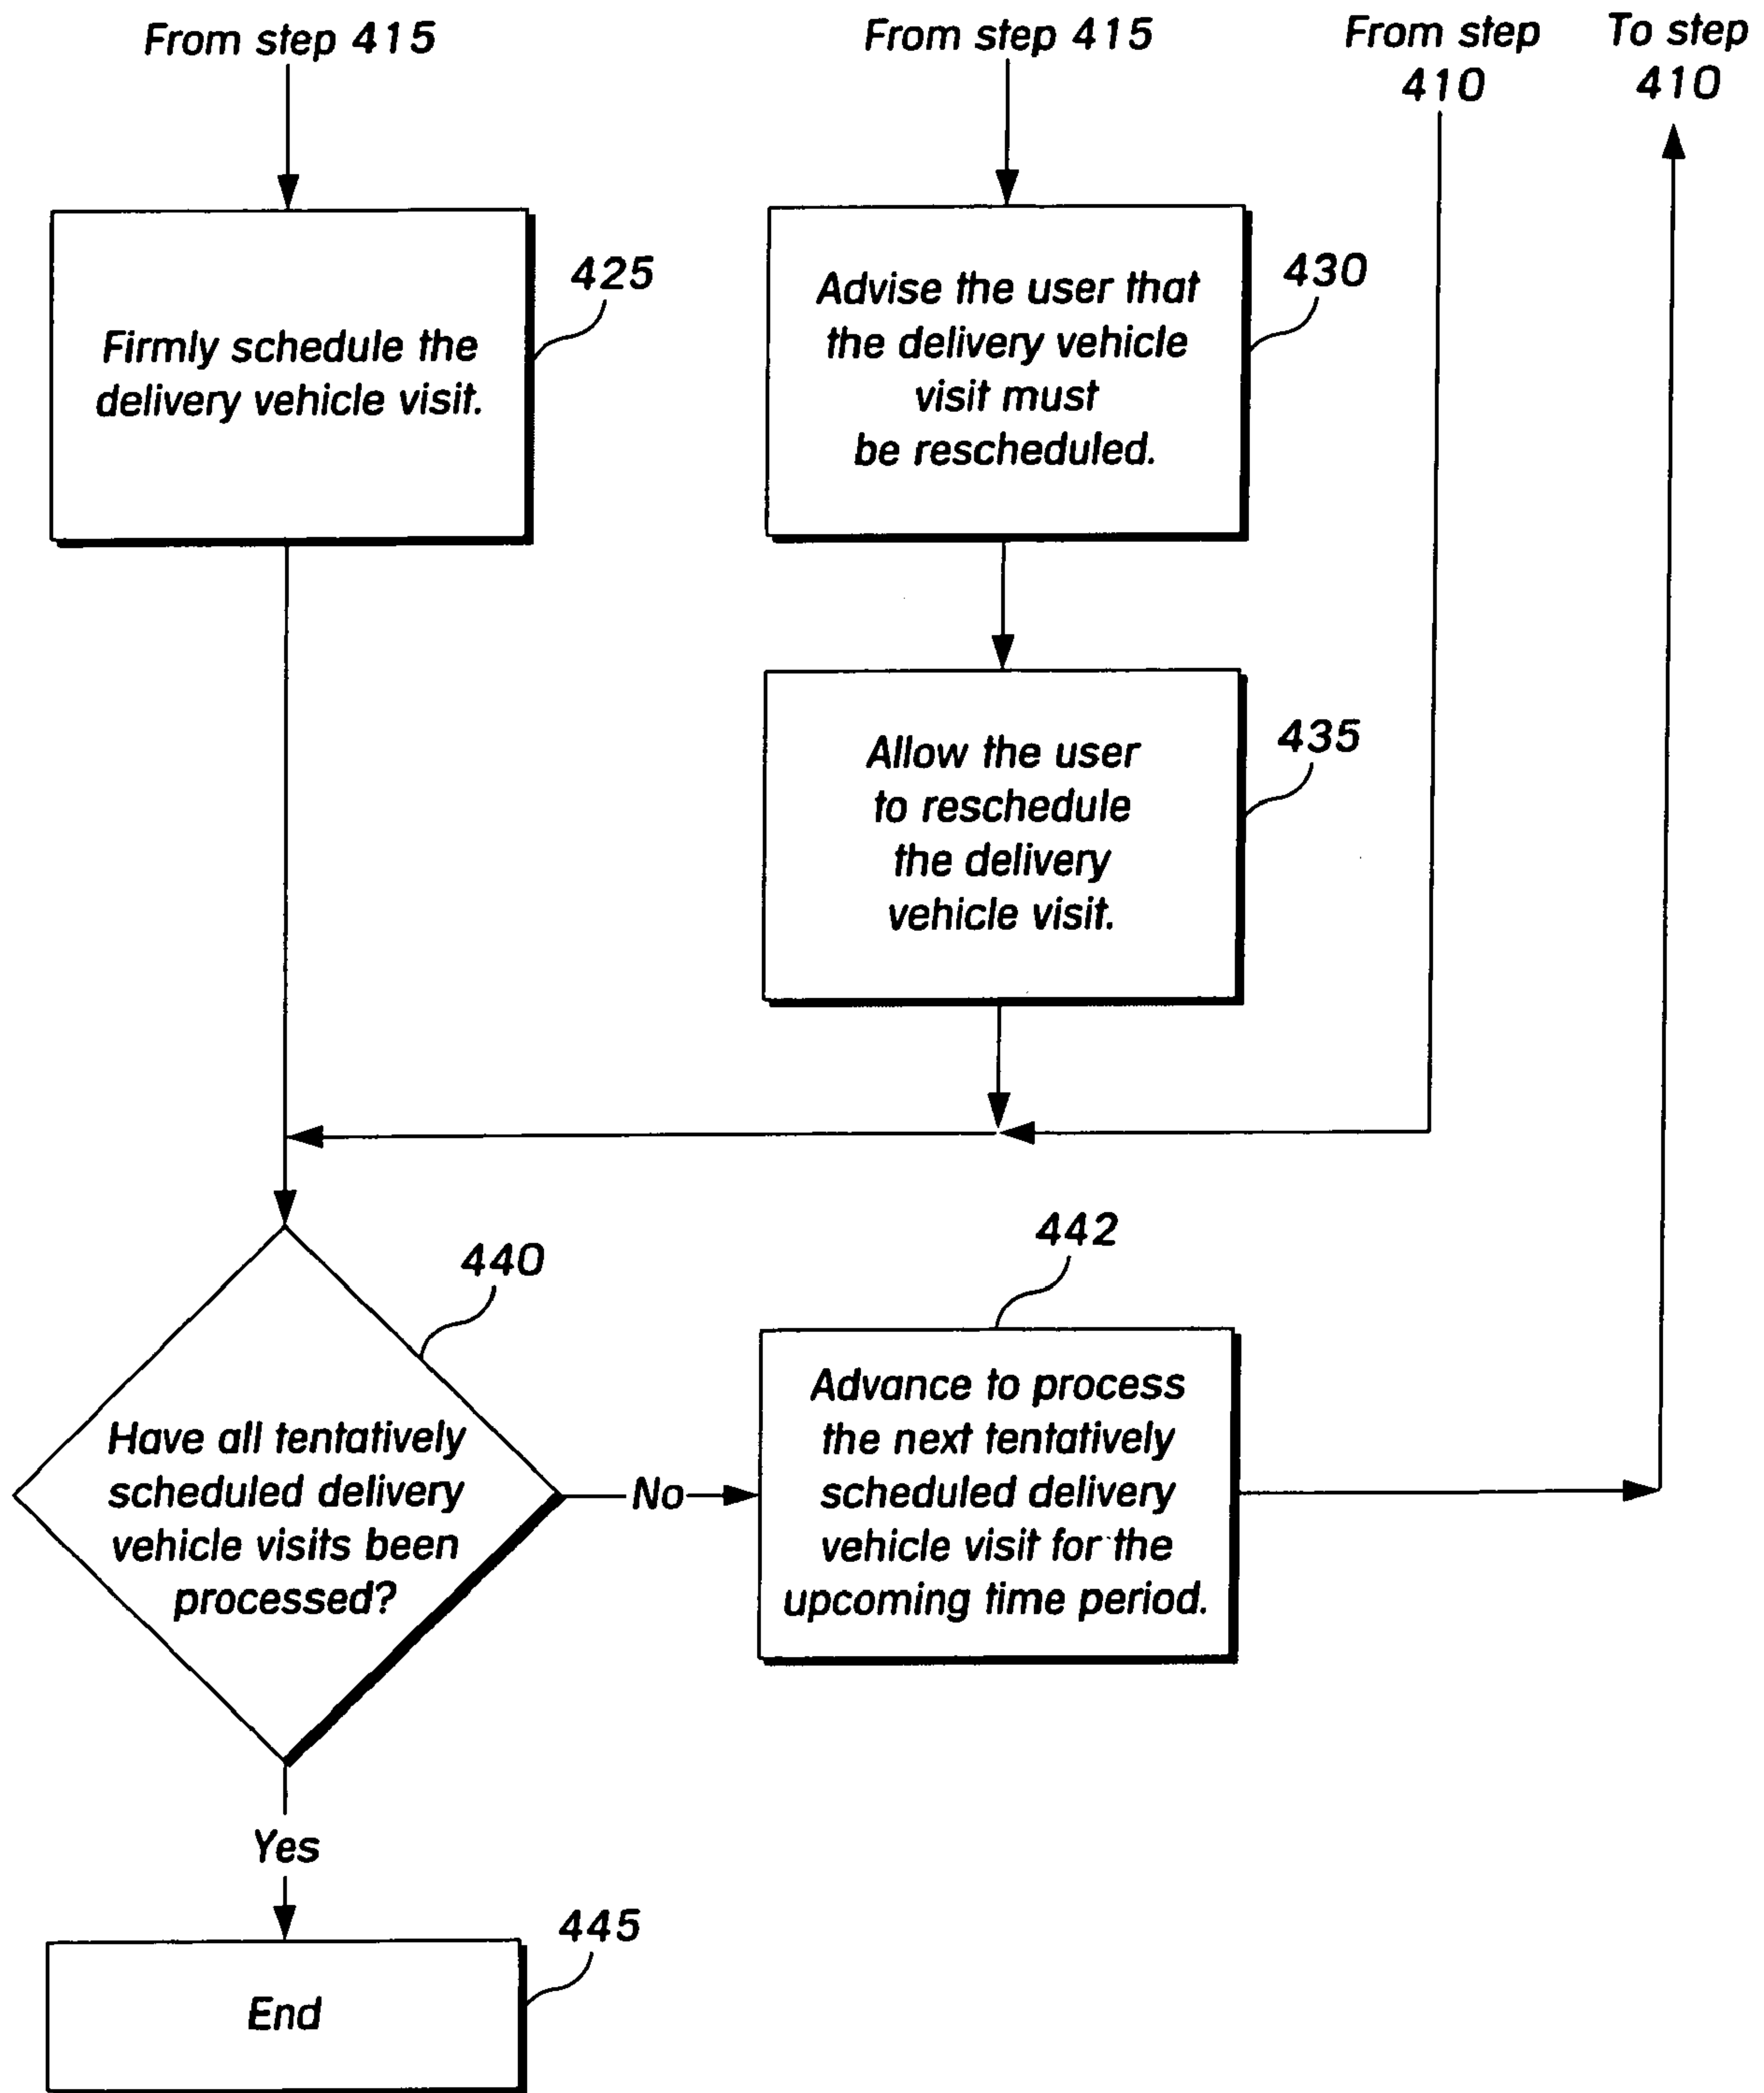 From step 415
From step 415
From step
410
To step
410
425
Firmly schedule the
delivery vehicle visit.
430
Advise the user that
the delivery vehicle
visit must
be rescheduled.
435
Allow the user
to reschedule
the delivery
vehicle visit.
440
Have all tentatively
scheduled delivery
vehicle visits been
processed?
No
442
Advance to process
the next tentatively
scheduled delivery
vehicle visit for the
upcoming time period.
Yes
445
End